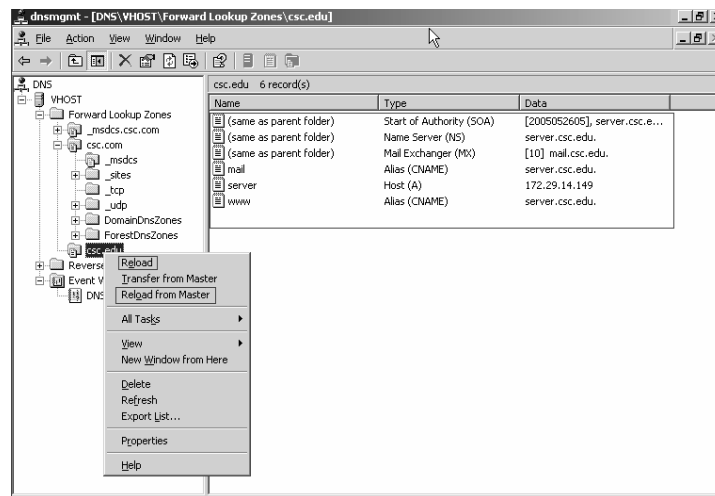 dnsmgmt - [DNS\VHOST\Forward Lookup Zones\csc.edu]
File Action View Window Help
DNS
VHOST
Forward Lookup Zones
_msdcs.csc.com
csc.com
_msdcs
_sites
_tcp
_udp
DomainDnsZones
ForestDnsZones
csc.edu
Reverse
Event V
DNS
csc.edu 6 record(s)
Name Type Data
(same as parent folder) Start of Authority (SOA) [2005052605], server.csc.e...
(same as parent folder) Name Server (NS) server.csc.edu.
(same as parent folder) Mail Exchanger (MX) [10] mail.csc.edu.
mail Alias (CNAME) server.csc.edu.
server Host (A) 172.29.14.149
www Alias (CNAME) server.csc.edu.
Reload
Transfer from Master
Reload from Master
All Tasks
View
New Window from Here
Delete
Refresh
Export List...
Properties
Help